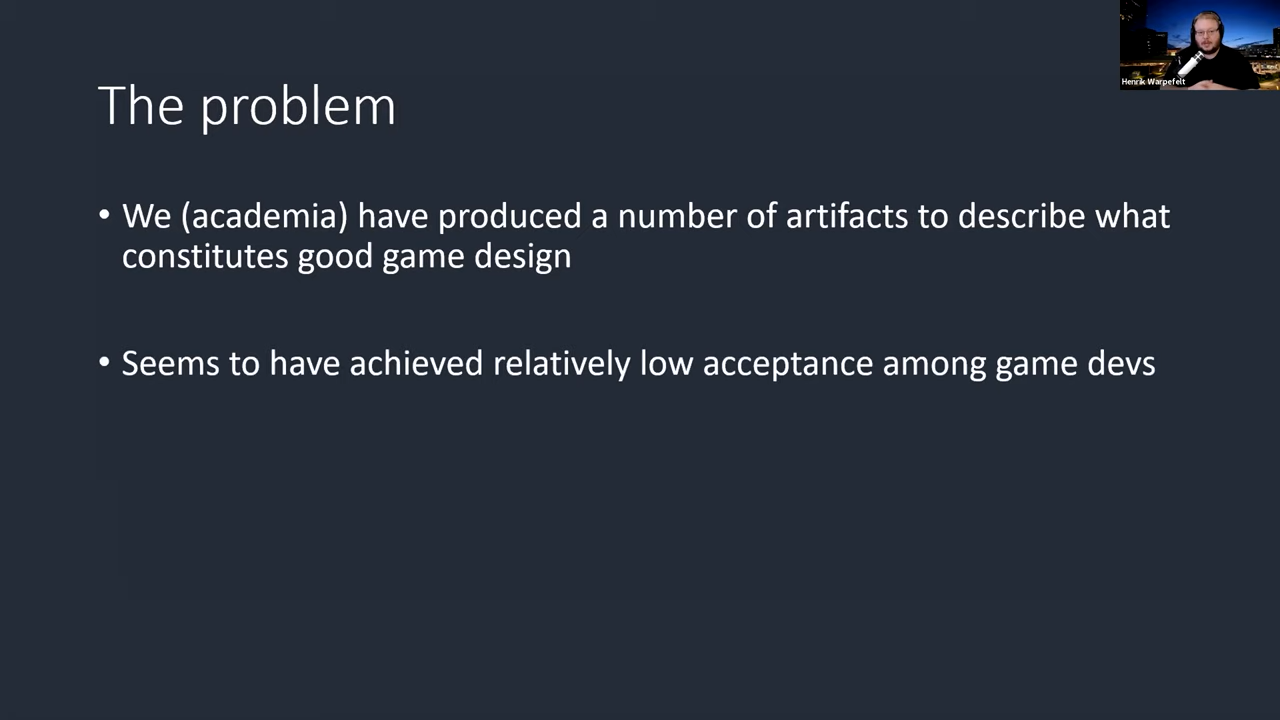 Henrik Warpefelt
The problem
• We (academia) have produced a number of artifacts to describe what
constitutes good game design
• Seems to have achieved relatively low acceptance among game devs